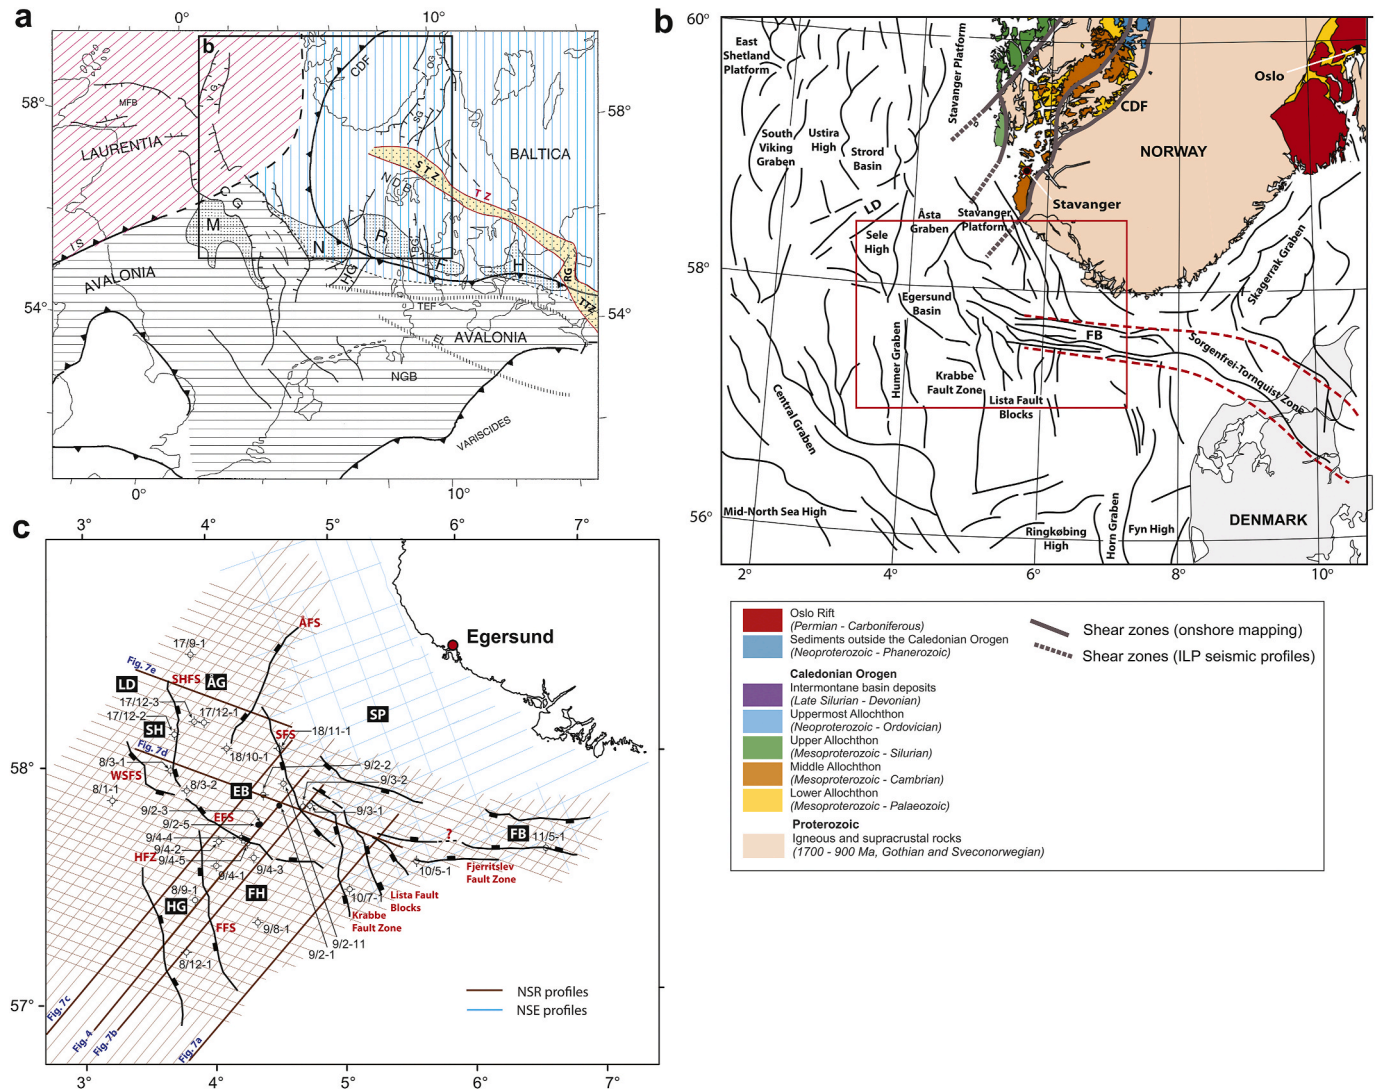 a
0°
10°
b
CDF
OG
VG
MFB
58°
58°
SG
LAURENTIA
BALTICA
STZ
TZ
NDB
CG
M
N
R
IS
BG
HG
F
H
RG
AVALONIA
TTZ
54°
54°
TEF
EL
AVALONIA
NGB
VARISCIDES
0°
10°
b
60°
East
Shetland
Platform
Stavanger Platform
Oslo
CDF
South
Viking
Graben
Ustira
High
Strord
Basin
NORWAY
LD
Stavanger
Åsta
Graben
Stavanger
Platform
Sele
High
Skagerrak Graben
58°
Egersund
Basin
FB
Humer Graben
Sorgenfrei-Tornquist Zone
Krabbe
Fault Zone
Lista Fault
Blocks
Central Graben
56°
Mid-North Sea High
Ringkøbing
High
Horn Graben
Fyn High
DENMARK
2°
4°
6°
8°
10°
Oslo Rift
(Permian - Carboniferous)
Sediments outside the Caledonian Orogen
(Neoproterozoic - Phanerozoic)
Caledonian Orogen
Intermontane basin deposits
(Late Silurian - Devonian)
Uppermost Allochthon
(Neoproterozoic - Ordovician)
Upper Allochthon
(Mesoproterozoic - Silurian)
Middle Allochthon
(Mesoproterozoic - Cambrian)
Lower Allochthon
(Mesoproterozoic - Palaeozoic)
Proterozoic
Igneous and supracrustal rocks
(1700 - 900 Ma, Gothian and Sveconorwegian)
Shear zones (onshore mapping)
Shear zones (ILP seismic profiles)
c
3°
4°
5°
6°
7°
ÅFS
Egersund
17/9-1
Fig. 7e
SHFS
LD
ÅG
17/12-3
17/12-2
17/12-1
SP
SH
SFS
18/11-1
Fig. 7d
18/10-1
58°
8/3-1
WSFS
9/2-2
9/3-2
8/1-1
8/3-2
EB
9/2-3
9/3-1
9/2-5
EFS
9/4-4
9/4-2
HFZ
9/4-5
?
FB
11/5-1
9/4-1
9/4-3
10/5-1
Fjerritslev
Fault Zone
8/9-1
HG
FH
10/7-1
Lista Fault
Blocks
Krabbe
Fault Zone
FFS
9/8-1
9/2-11
9/2-1
8/12-1
57°
NSR profiles
NSE profiles
Fig. 7c
Fig. 4
Fig. 7b
Fig. 7a
3°
4°
5°
6°
7°